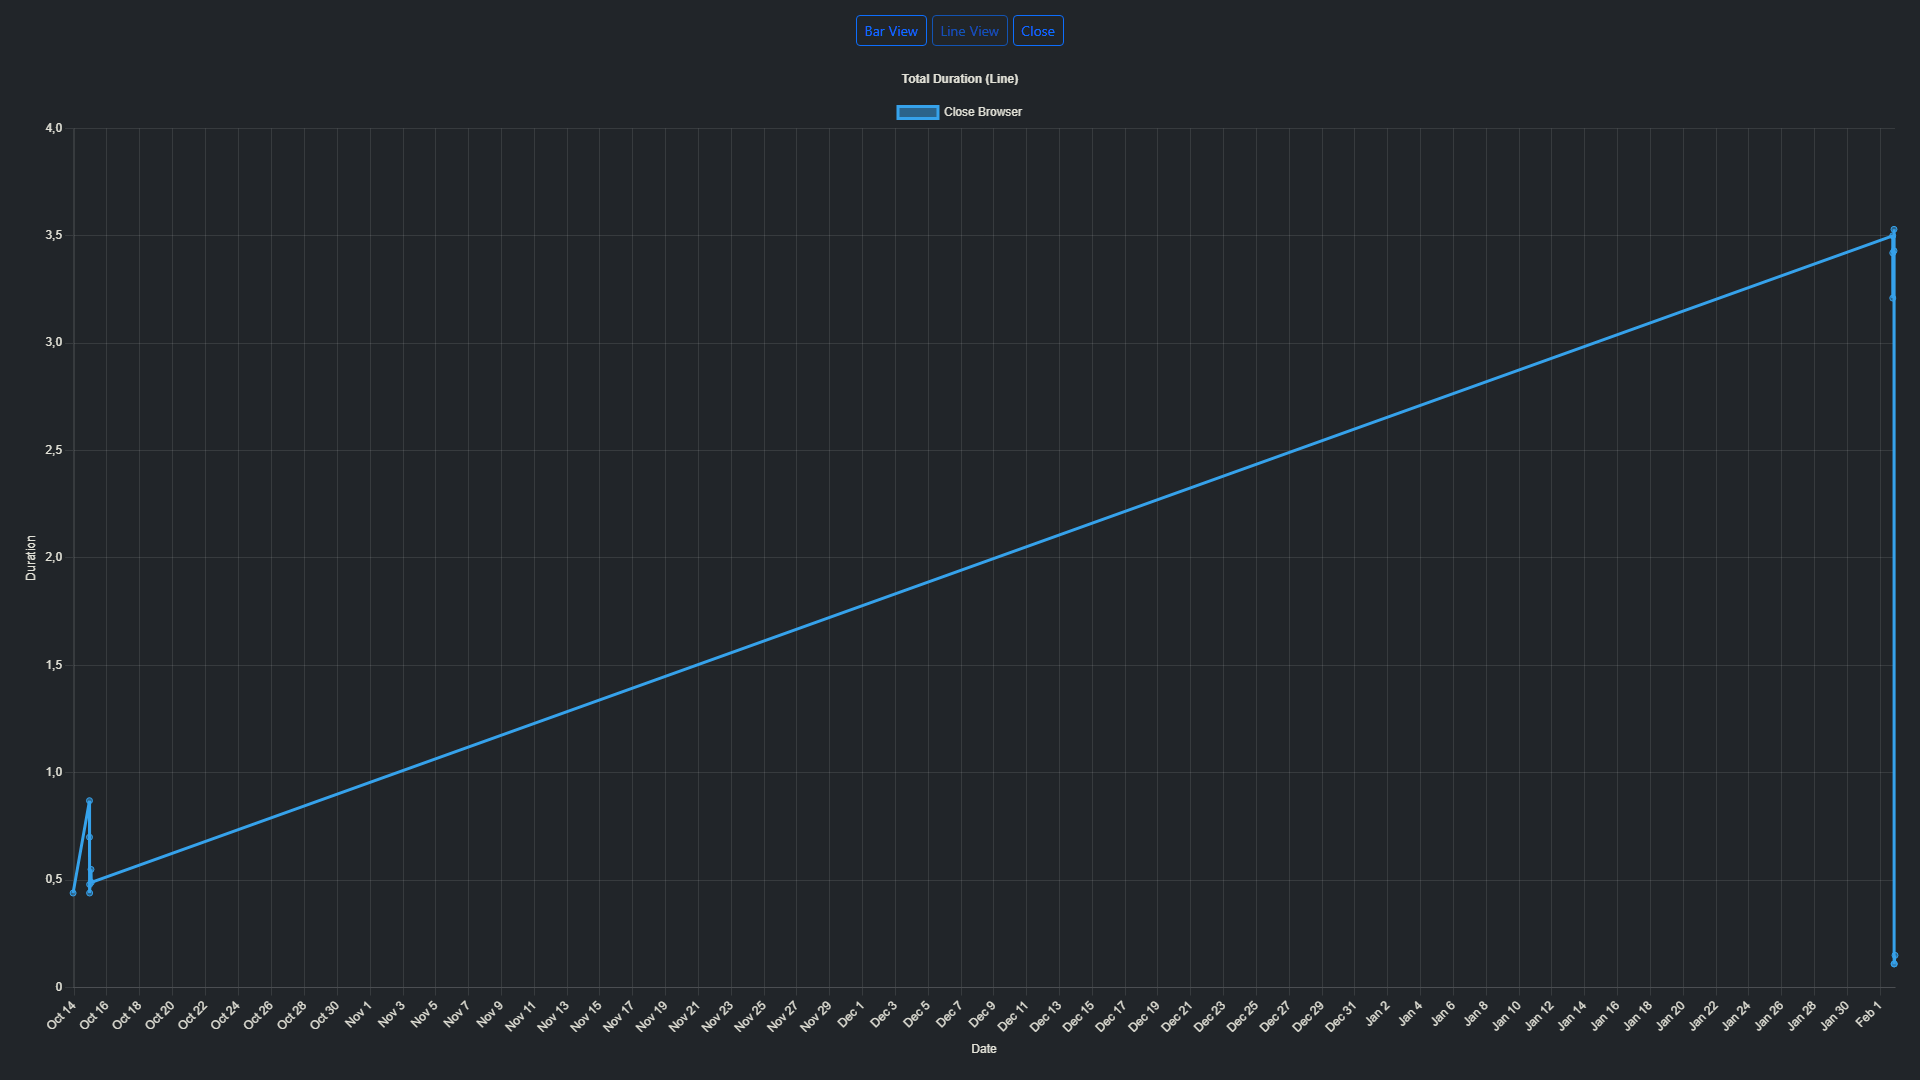 Bar View Line View Close
Total Duration (Line)
Close Browser
4,0
3,5
3,0
2,5
2,0
1,5
1,0
0,5
0
Duration
Oct 14 Oct 16 Oct 18 Oct 20 Oct 22 Oct 24 Oct 26 Oct 28 Oct 30 Nov 1 Nov 3 Nov 5 Nov 7 Nov 9 Nov 11 Nov 13 Nov 15 Nov 17 Nov 19 Nov 21 Nov 23 Nov 25 Nov 27 Nov 29 Dec 1 Dec 3 Dec 5 Dec 7 Dec 9 Dec 11 Dec 13 Dec 15 Dec 17 Dec 19 Dec 21 Dec 23 Dec 25 Dec 27 Dec 29 Dec 31 Jan 2 Jan 4 Jan 6 Jan 8 Jan 10 Jan 12 Jan 14 Jan 16 Jan 18 Jan 20 Jan 22 Jan 24 Jan 26 Jan 28 Jan 30 Feb 1
Date